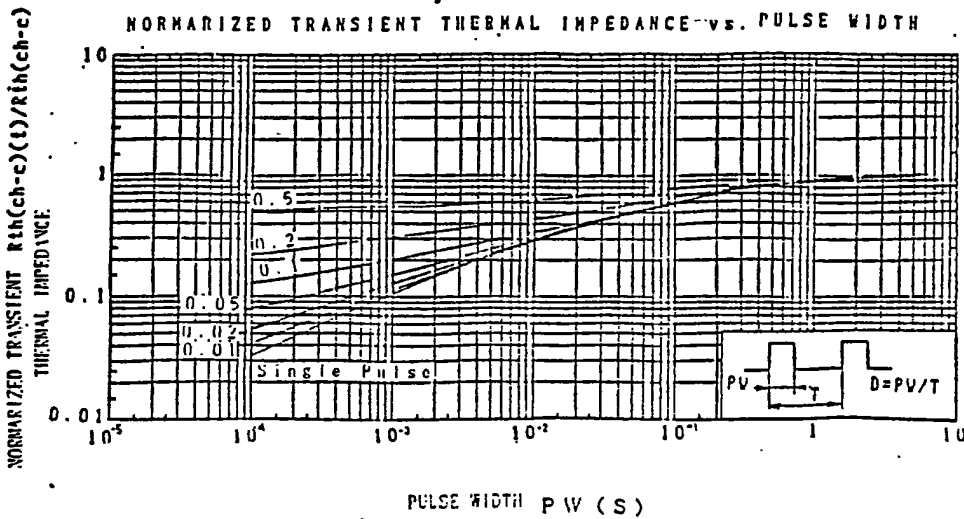 NORMARIZED TRANSIENT THERMAL IMPEDANCE vs. PULSE WIDTH
NORMARIZED TRANSIENT Rth(ch-c)(t)/Rth(ch-c)
THERMAL IMPEDANCE
10
1
0.1
0.01
0.5
0.2
0.1
0.05
0.02
0.01
Single Pulse
PW
T
D=PW/T
10⁻⁵
10⁻⁴
10⁻³
10⁻²
10⁻¹
1
10
PULSE WIDTH PW (S)